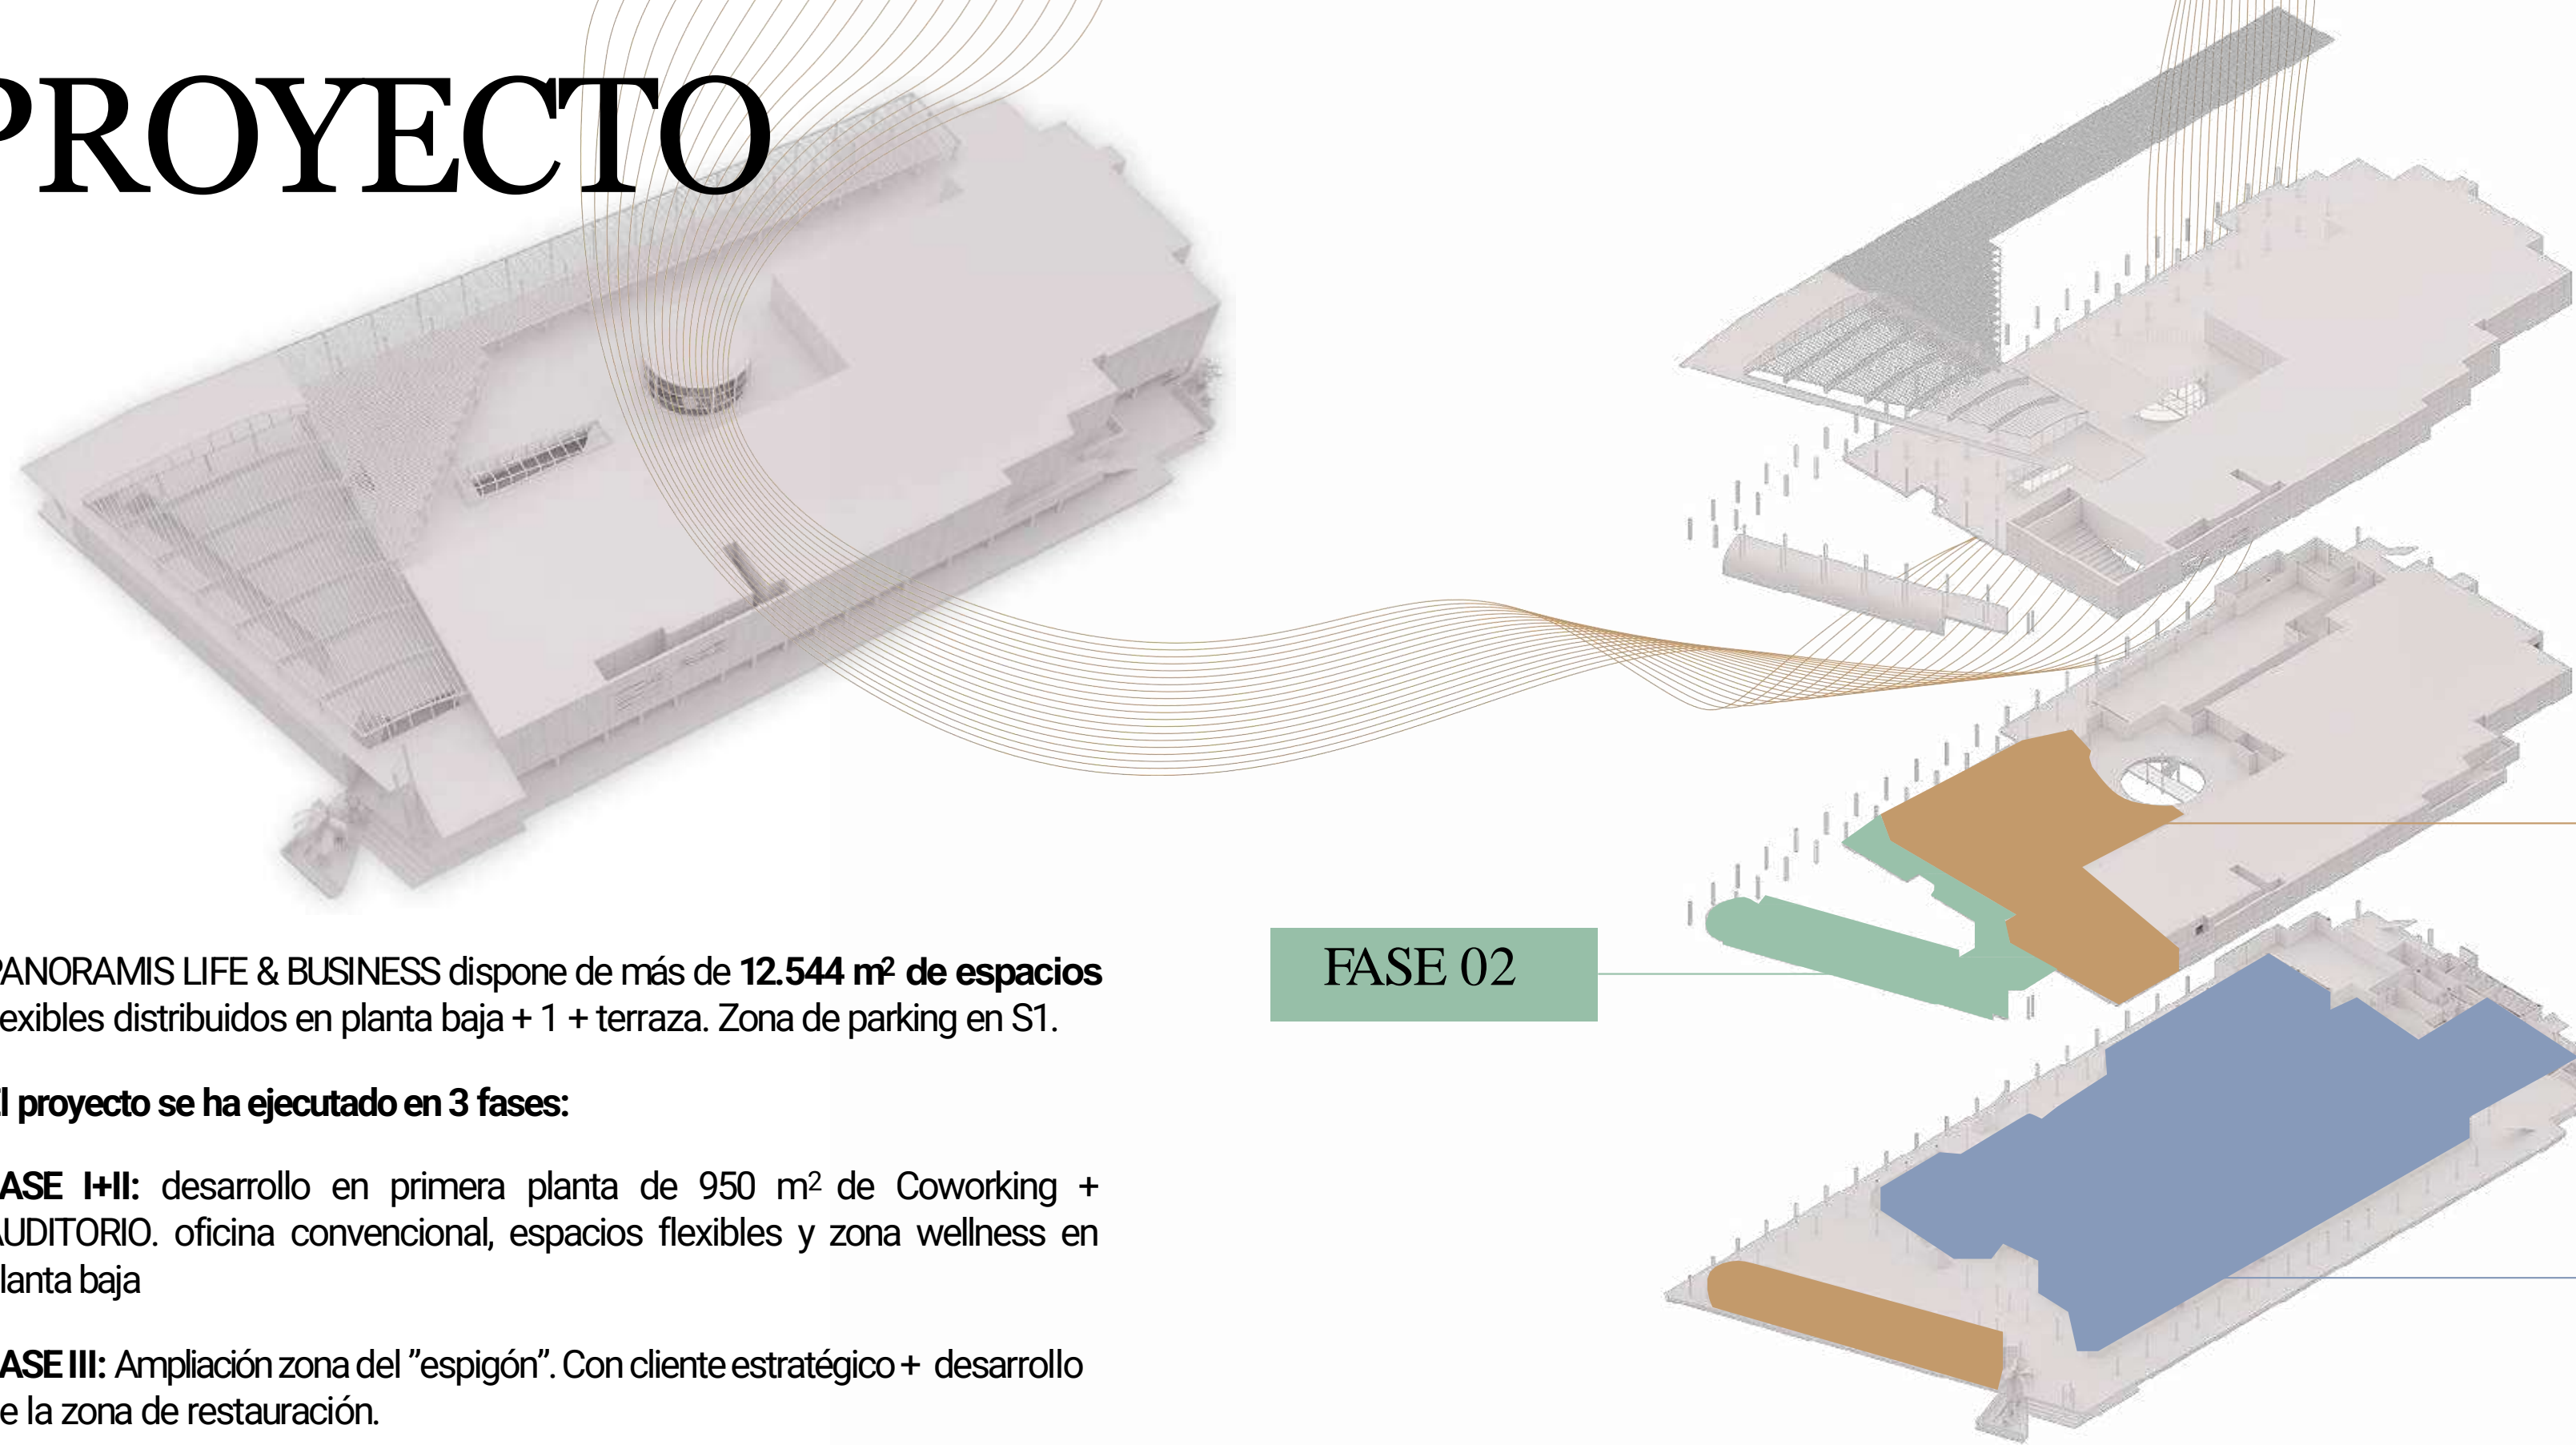 PROYECTO
PANORAMIS LIFE & BUSINESS dispone de más de 12.544 m² de espacios
exibles distribuidos en planta baja + 1 + terraza. Zona de parking en S1.
El proyecto se ha ejecutado en 3 fases:
ASE I+II: desarrollo en primera planta de 950 m² de Coworking +
AUDITORIO. oficina convencional, espacios flexibles y zona wellness en
lanta baja
ASE III: Ampliación zona del ”espigón”. Con cliente estratégico + desarrollo
e la zona de restauración.
FASE 02